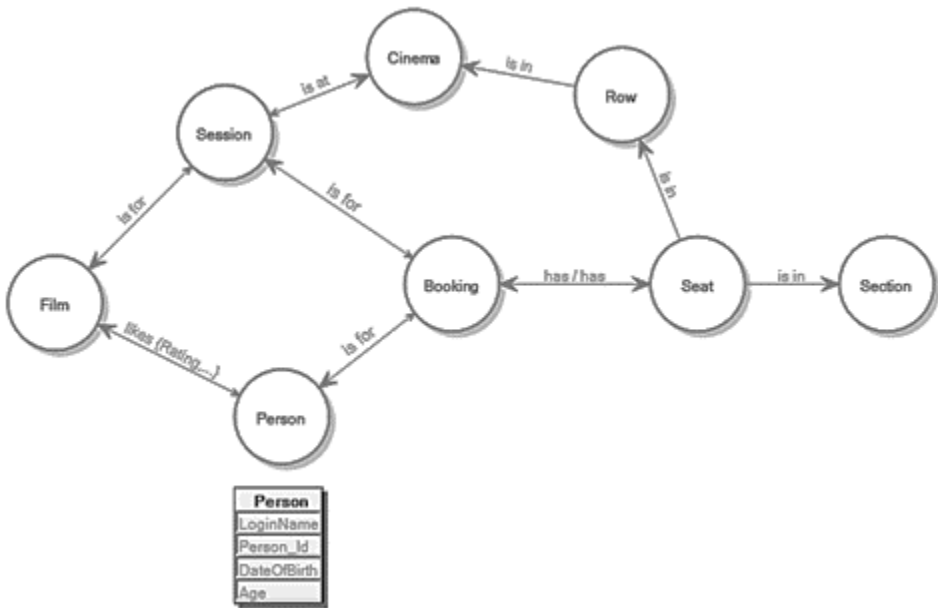 Cinema
is in
Row
is at
Session
is in
is for
is for
Booking
has / has
Seat
is in
Section
Film
likes {Rating,...}
is for
Person
Person
LoginName
Person_Id
DateOfBirth
Age